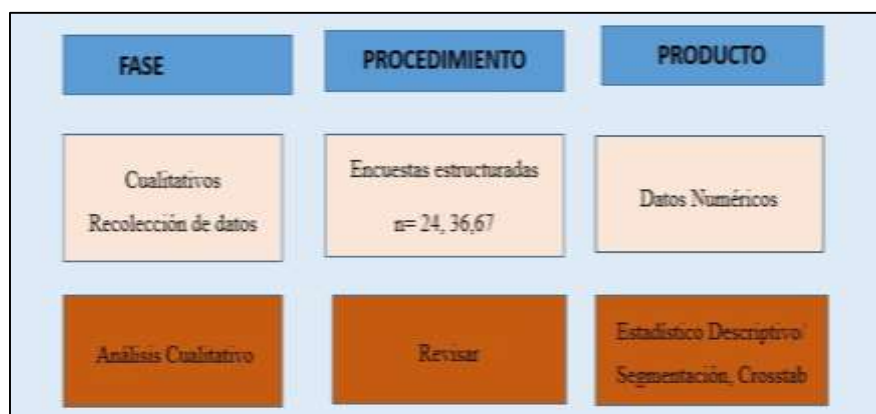 FASE
PROCEDIMIENTO
PRODUCTO
Cualitativos
Recolección de datos
Encuestas estructuradas
n= 24, 36,67
Datos Numéricos
Análisis Cualitativo
Revisar
Estadístico Descriptivo/
Segmentación, Crosstab